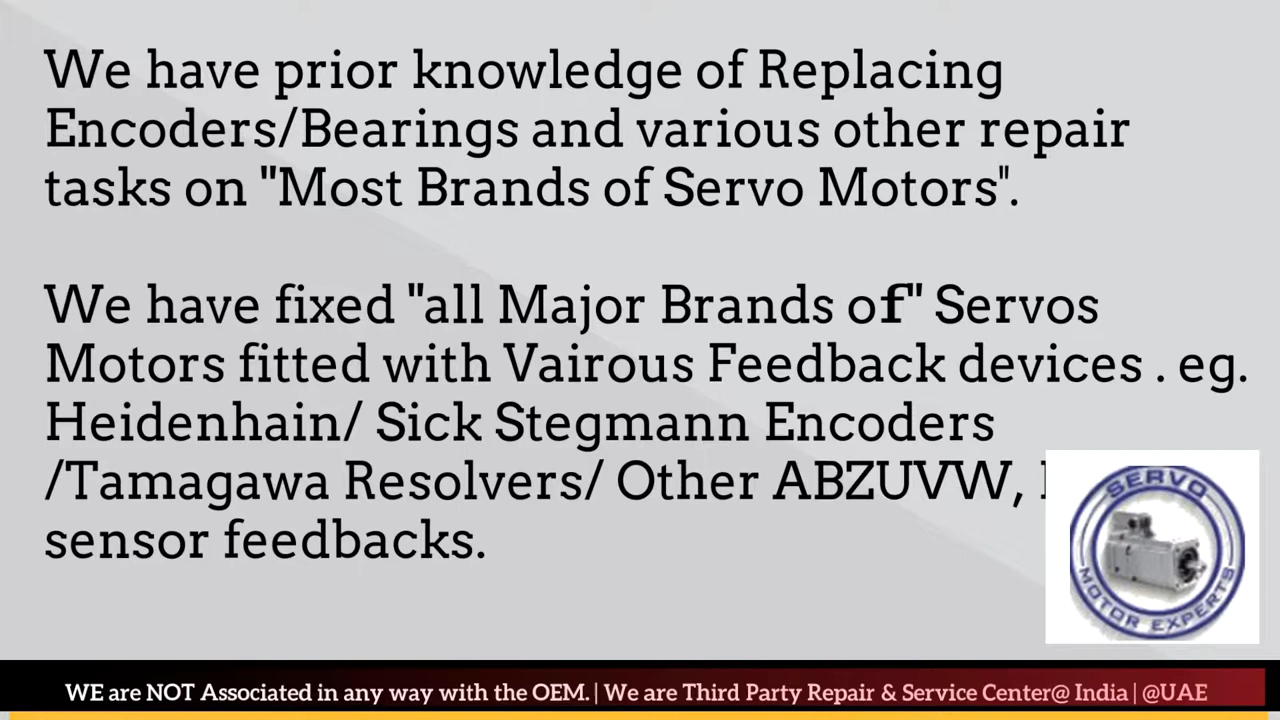 We have prior knowledge of Replacing
Encoders/Bearings and various other repair
tasks on "Most Brands of Servo Motors".
We have fixed "all Major Brands of" Servos
Motors fitted with Vairous Feedback devices . eg.
Heidenhain/ Sick Stegmann Encoders
/Tamagawa Resolvers/ Other ABZUVW,
sensor feedbacks.
SERVO
MOTOR EXPERTS
WE are NOT Associated in any way with the OEM. | We are Third Party Repair & Service Center@ India | @UAE